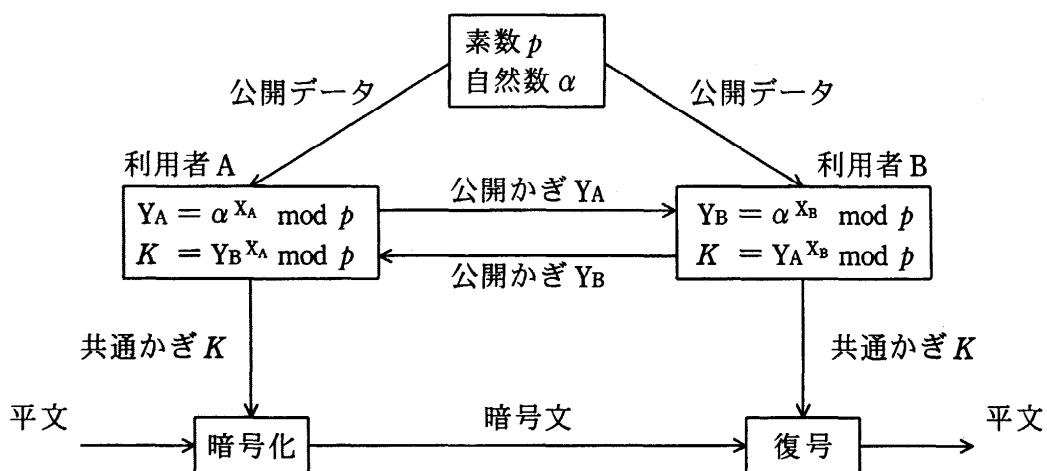 素数 p
自然数 α
公開データ
公開データ
利用者 A
利用者 B
Y_A = α^{X_A} mod p
K = Y_B^{X_A} mod p
公開かぎ Y_A
公開かぎ Y_B
Y_B = α^{X_B} mod p
K = Y_A^{X_B} mod p
共通かぎ K
共通かぎ K
平文
暗号化
暗号文
復号
平文